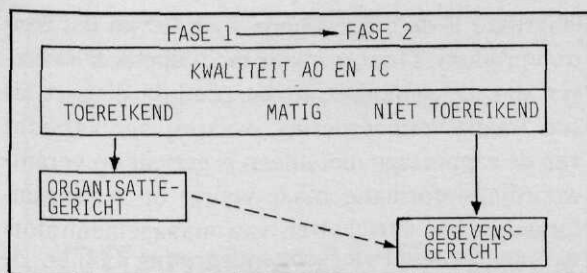 FASE 1 FASE 2
KWALITEIT AO EN IC
TOEREIKEND MATIG NIET TOEREIKEND
ORGANISATIE-
GERICHT
GEGEVENS-
GERICHT